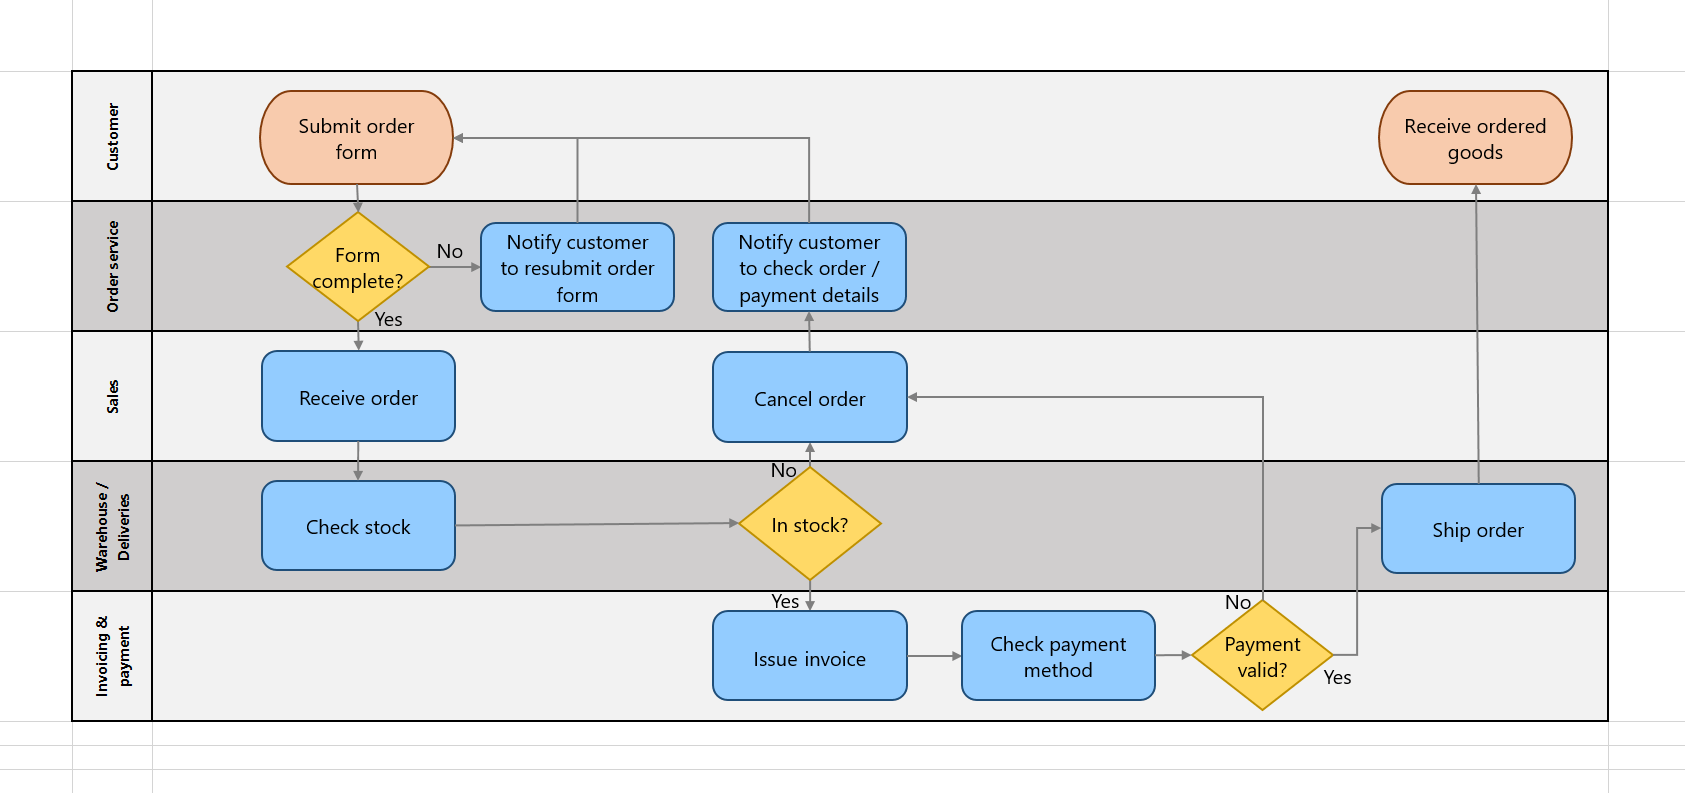 Customer
Submit order
form
Receive ordered
goods
Order service
Form
complete?
No
Yes
Notify customer
to resubmit order
form
Notify customer
to check order /
payment details
Sales
Receive order
Cancel order
Warehouse /
Deliveries
Check stock
No
In stock?
Yes
Ship order
Invoicing &
payment
Issue invoice
Check payment
method
No
Payment
valid?
Yes